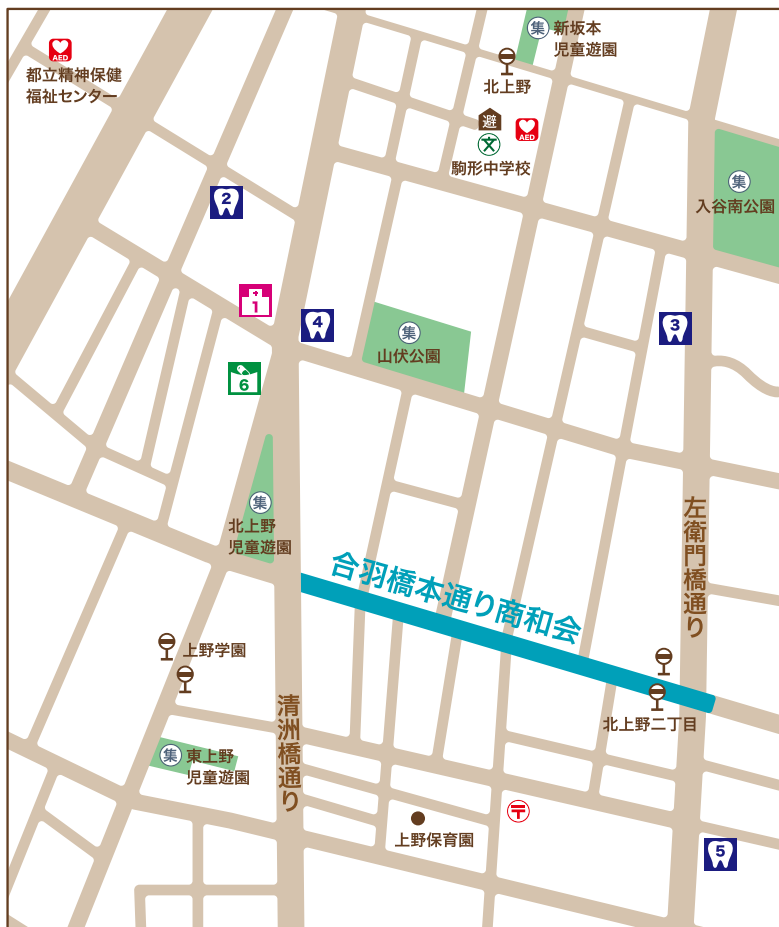 集
新坂本
児童遊園
AED
都立精神保健
福祉センター
北上野
避
AED
文
駒形中学校
集
入谷南公園
2
1
4
3
集
山伏公園
6
集
北上野
児童遊園
左衛門橋通り
合羽橋本通り商和会
上野学園
北上野二丁目
清洲橋通り
集
東上野
児童遊園
〒
上野保育園
5